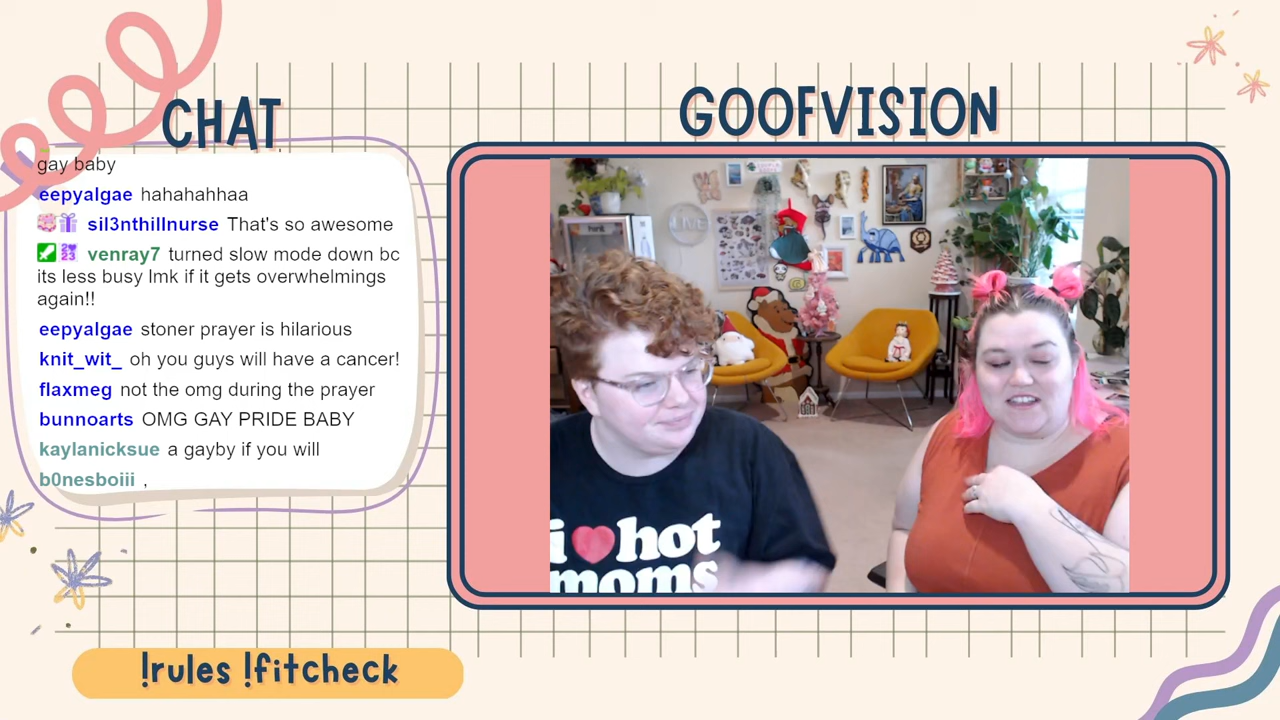 CHAT
gay baby
eepyalgae hahahahhaa
sil3nthillnurse That's so awesome
venray7 turned slow mode down bc
its less busy lmk if it gets overwhelmings
again!!
eepyalgae stoner prayer is hilarious
knit_wit_ oh you guys will have a cancer!
flaxmeg not the omg during the prayer
bunnoarts OMG GAY PRIDE BABY
kaylanicksue a gayby if you will
b0nesboiii ,
!rules !fitcheck
GOOFVISION
i hot
moms